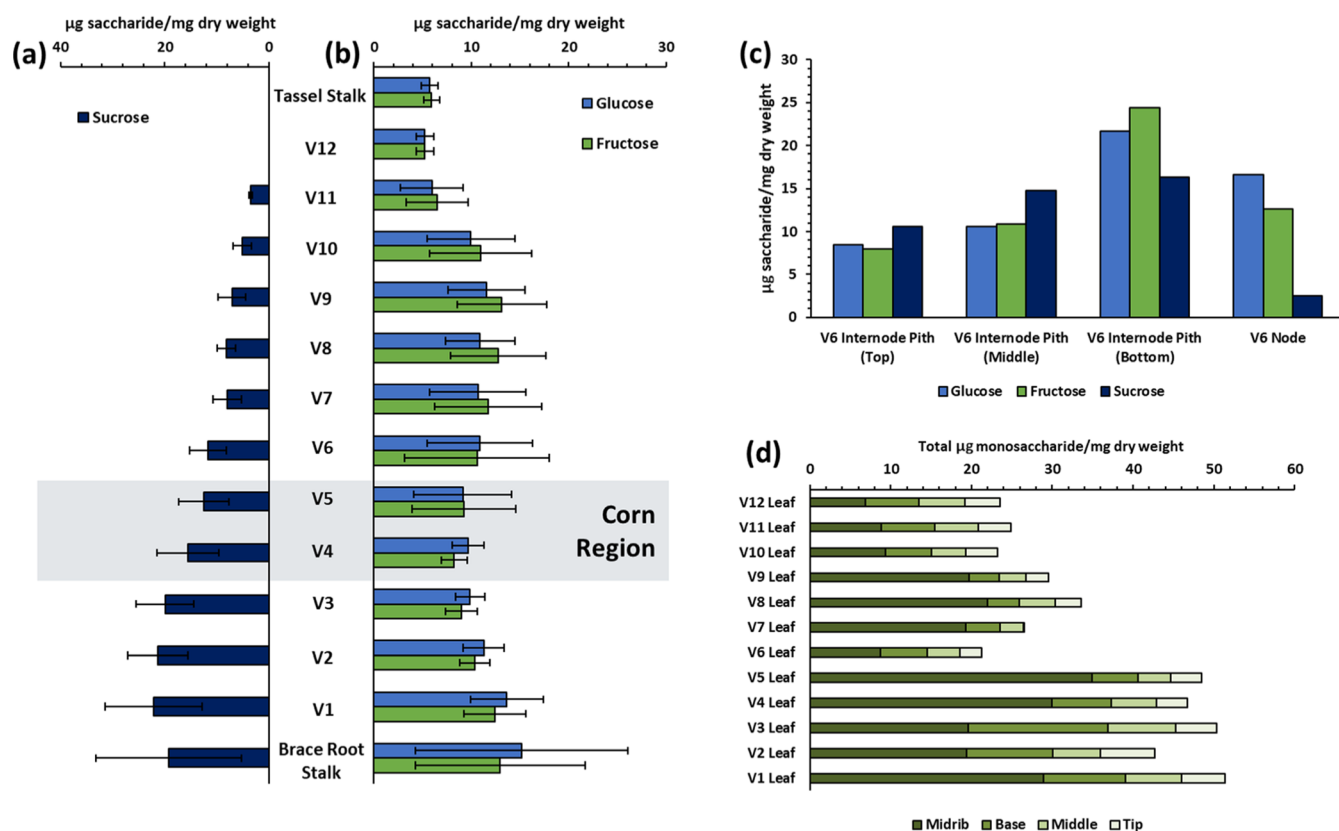 µg saccharide/mg dry weight
40 20 0
(a)
Sucrose
µg saccharide/mg dry weight
0 10 20 30
(b)
Glucose
Fructose
Tassel Stalk
V12
V11
V10
V9
V8
V7
V6
V5
V4
V3
V2
V1
Brace Root
Stalk
Corn
Region
(c)
µg saccharide/mg dry weight
30
25
20
15
10
5
0
V6 Internode Pith
(Top)
V6 Internode Pith
(Middle)
V6 Internode Pith
(Bottom)
V6 Node
Glucose Fructose Sucrose
(d)
Total µg monosaccharide/mg dry weight
0 10 20 30 40 50 60
V12 Leaf
V11 Leaf
V10 Leaf
V9 Leaf
V8 Leaf
V7 Leaf
V6 Leaf
V5 Leaf
V4 Leaf
V3 Leaf
V2 Leaf
V1 Leaf
Midrib Base Middle Tip